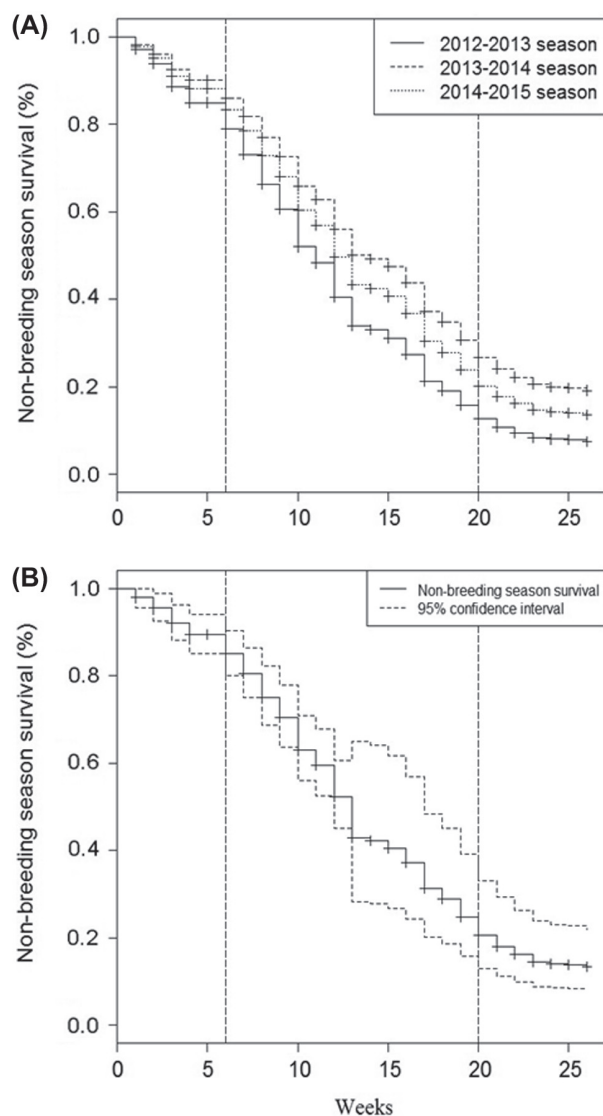 (A)
Non-breeding season survival (%)
1.0
0.8
0.6
0.4
0.2
0.0
2012-2013 season
2013-2014 season
2014-2015 season
0 5 10 15 20 25
(B)
Non-breeding season survival (%)
1.0
0.8
0.6
0.4
0.2
0.0
Non-breeding season survival
95% confidence interval
0 5 10 15 20 25
Weeks